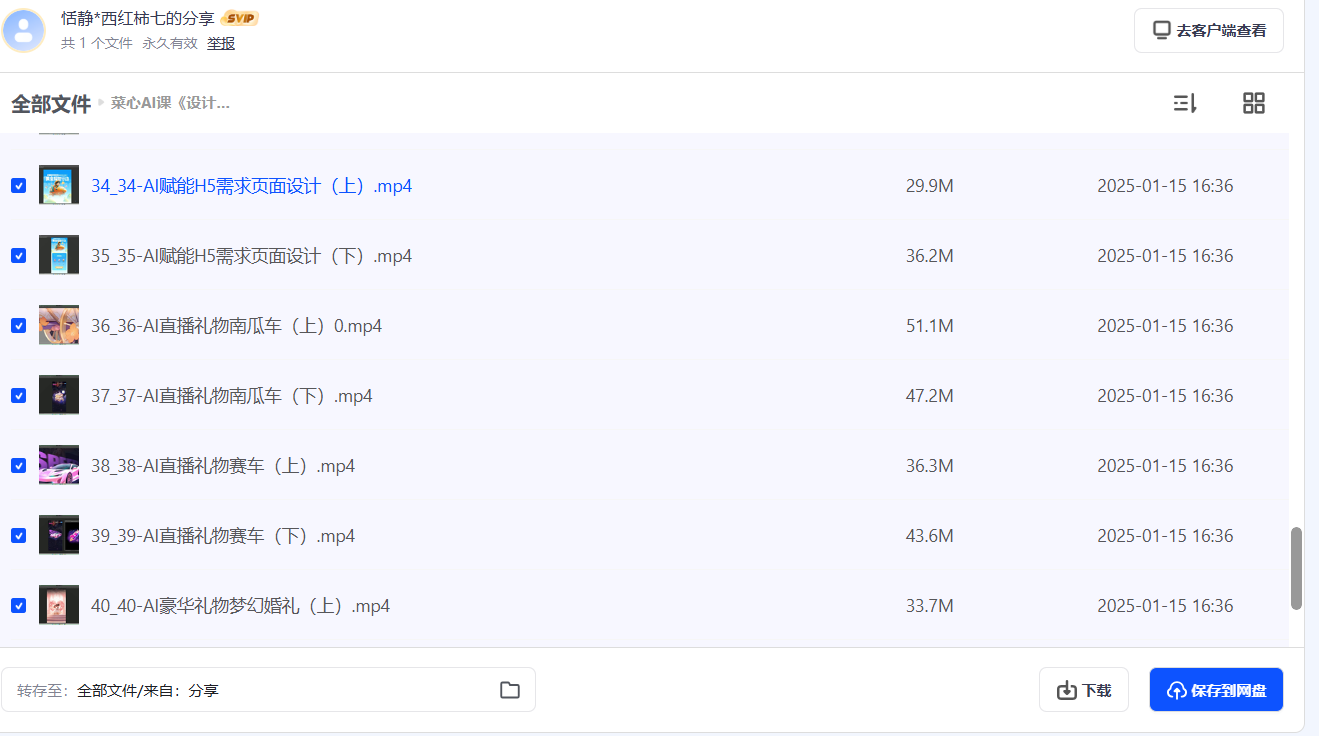 恬静*西红柿七的分享 SVIP
共 1 个文件 永久有效 举报
去客户端查看
全部文件 菜心AI课《设计...
34_34-AI赋能H5需求页面设计（上）.mp4 29.9M 2025-01-15 16:36
35_35-AI赋能H5需求页面设计（下）.mp4 36.2M 2025-01-15 16:36
36_36-AI直播礼物南瓜车（上）0.mp4 51.1M 2025-01-15 16:36
37_37-AI直播礼物南瓜车（下）.mp4 47.2M 2025-01-15 16:36
38_38-AI直播礼物赛车（上）.mp4 36.3M 2025-01-15 16:36
39_39-AI直播礼物赛车（下）.mp4 43.6M 2025-01-15 16:36
40_40-AI豪华礼物梦幻婚礼（上）.mp4 33.7M 2025-01-15 16:36
转存至：全部文件/来自：分享 下载 保存到网盘